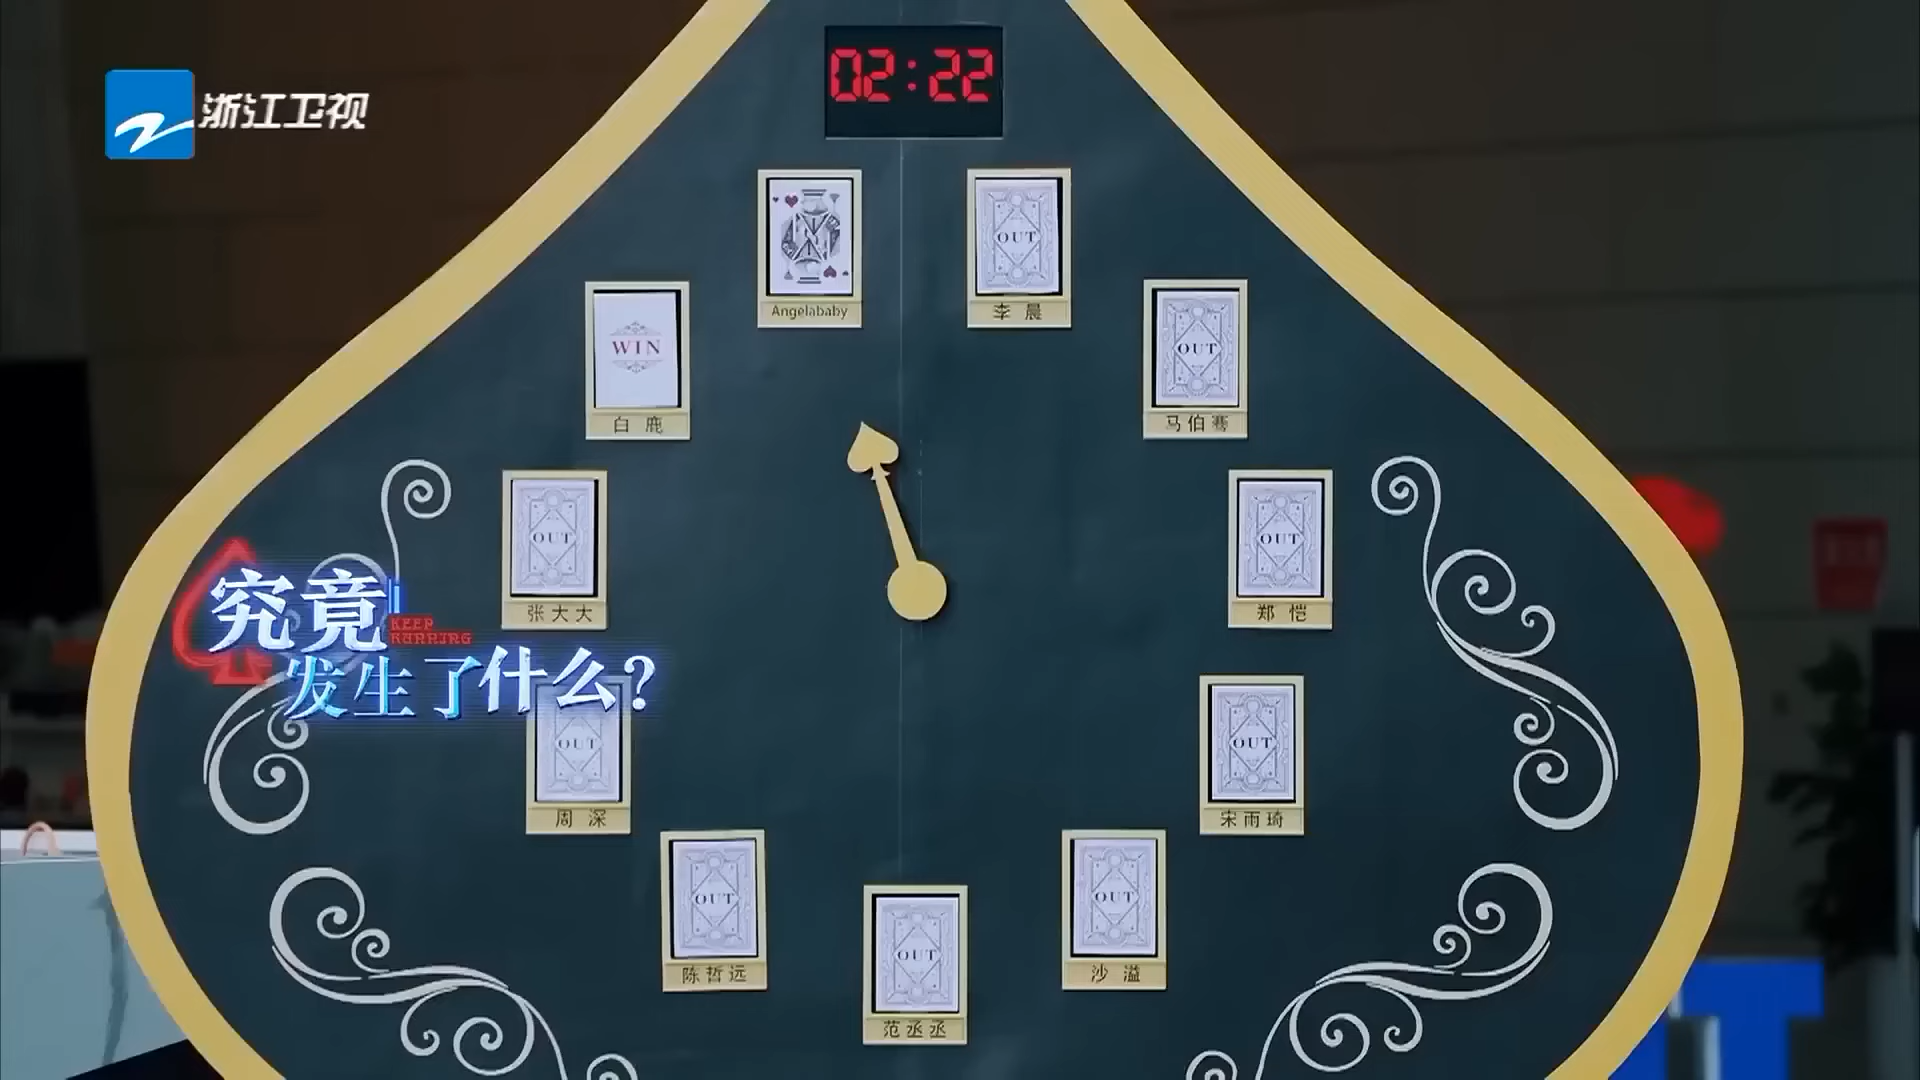 02:22
浙江卫视
Angelababy
OUT
李晨
WIN
白鹿
OUT
马伯骞
OUT
张大大
OUT
郑恺
究竟
KEEP
RUNNING
发生了什么?
OUT
周深
OUT
宋雨琦
OUT
陈哲远
OUT
沙溢
OUT
范丞丞